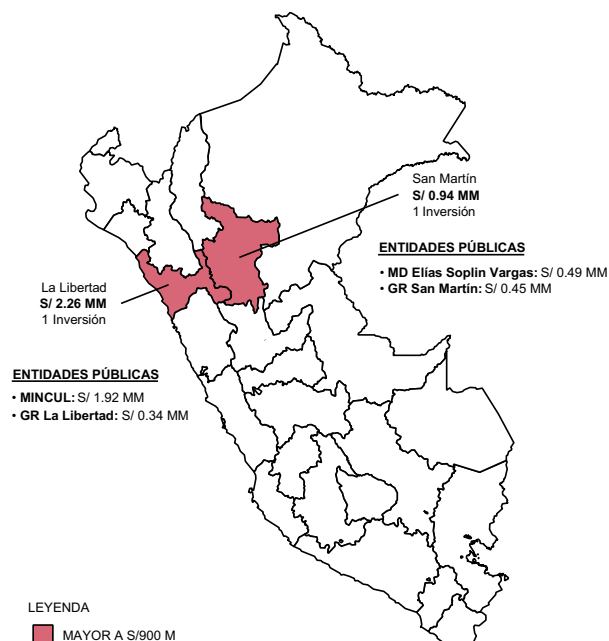 San Martín
S/ 0.94 MM
1 Inversión
ENTIDADES PÚBLICAS
• MD Elías Soplin Vargas: S/ 0.49 MM
• GR San Martín: S/ 0.45 MM
La Libertad
S/ 2.26 MM
1 Inversión
ENTIDADES PÚBLICAS
• MINCUL: S/ 1.92 MM
• GR La Libertad: S/ 0.34 MM
LEYENDA
MAYOR A S/900 M